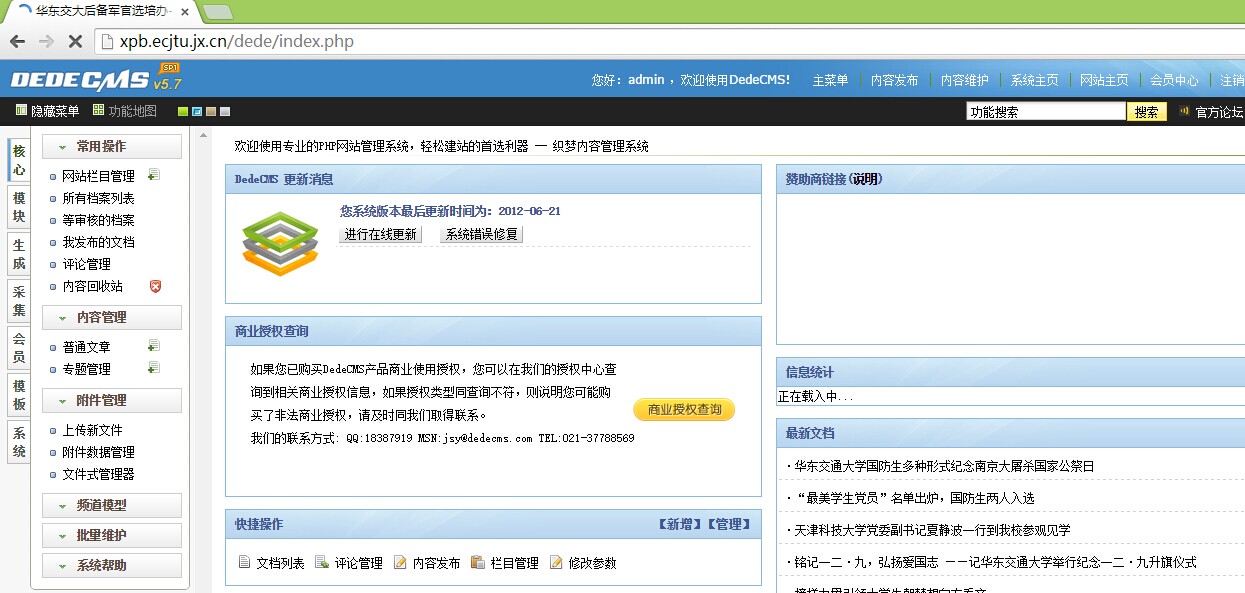 华东交大后备军官选培办-
xpb.ecjtu.jx.cn/dede/index.php
DEDECMS SP1 v5.7
您好：admin ，欢迎使用DedeCMS! 主菜单 内容发布 内容维护 系统主页 网站主页 会员中心 注销
隐藏菜单 功能地图
功能搜索 搜索 官方论坛
核心
模块
生成
采集
会员
模板
系统
常用操作
网站栏目管理
所有档案列表
等审核的档案
我发布的文档
评论管理
内容回收站
内容管理
普通文章
专题管理
附件管理
上传新文件
附件数据管理
文件式管理器
频道模型
批量维护
系统帮助
欢迎使用专业的PHP网站管理系统，轻松建站的首选利器 — 织梦内容管理系统
DedeCMS 更新消息
您系统版本最后更新时间为：2012-06-21
进行在线更新 系统错误修复
商业授权查询
如果您已购买DedeCMS产品商业使用授权，您可以在我们的授权中心查
询到相关商业授权信息，如果授权类型同查询不符，则说明您可能购
买了非法商业授权，请及时同我们取得联系。
我们的联系方式: QQ:18387919 MSN:jsy@dedecms.com TEL:021-37788569
商业授权查询
快捷操作 【新增】【管理】
文档列表 评论管理 内容发布 栏目管理 修改参数
赞助商链接(说明)
信息统计
正在载入中...
最新文档
·华东交通大学国防生多种形式纪念南京大屠杀国家公祭日
·“最美学生党员”名单出炉，国防生两人入选
·天津科技大学党委副书记夏静波一行到我校参观见学
·铭记一二·九，弘扬爱国志 ——记华东交通大学举行纪念一二·九升旗仪式